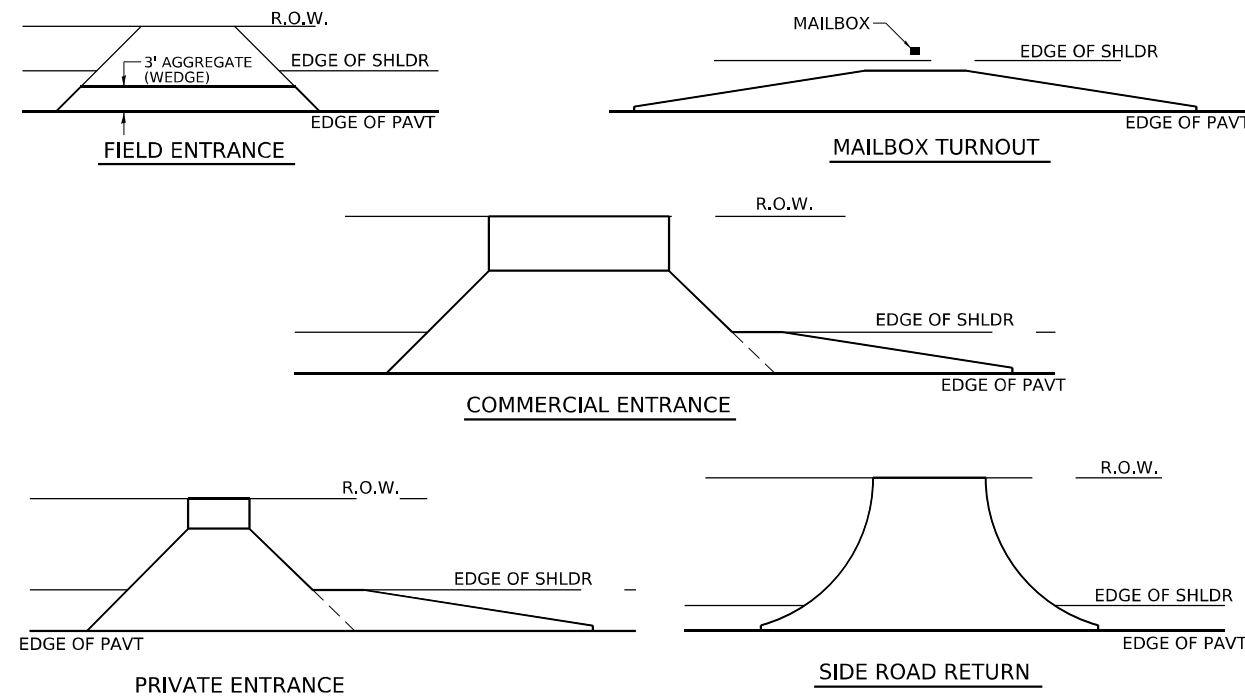 R.O.W.
3' AGGREGATE
(WEDGE)
EDGE OF SHLDR
EDGE OF PAVT
FIELD ENTRANCE
MAILBOX
EDGE OF SHLDR
EDGE OF PAVT
MAILBOX TURNOUT
R.O.W.
EDGE OF SHLDR
EDGE OF PAVT
COMMERCIAL ENTRANCE
R.O.W.
EDGE OF SHLDR
EDGE OF PAVT
PRIVATE ENTRANCE
R.O.W.
EDGE OF SHLDR
EDGE OF PAVT
SIDE ROAD RETURN